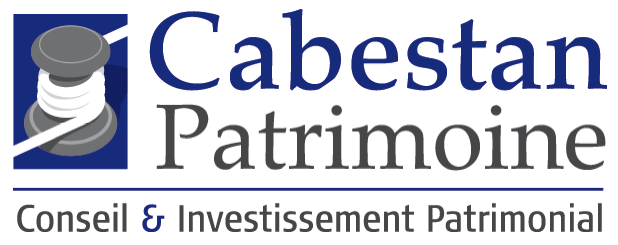 Cabestan
Patrimoine
Conseil & Investissement Patrimonial